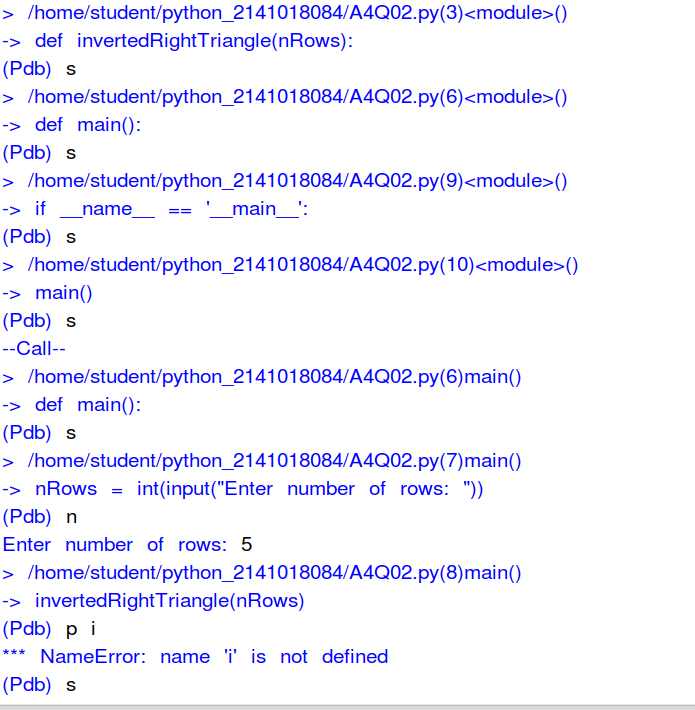 > /home/student/python_2141018084/A4Q02.py(3)<module>()
-> def invertedRightTriangle(nRows):
(Pdb) s
> /home/student/python_2141018084/A4Q02.py(6)<module>()
-> def main():
(Pdb) s
> /home/student/python_2141018084/A4Q02.py(9)<module>()
-> if __name__ == '__main__':
(Pdb) s
> /home/student/python_2141018084/A4Q02.py(10)<module>()
-> main()
(Pdb) s
--Call--
> /home/student/python_2141018084/A4Q02.py(6)main()
-> def main():
(Pdb) s
> /home/student/python_2141018084/A4Q02.py(7)main()
-> nRows = int(input("Enter number of rows: "))
(Pdb) n
Enter number of rows: 5
> /home/student/python_2141018084/A4Q02.py(8)main()
-> invertedRightTriangle(nRows)
(Pdb) p i
*** NameError: name 'i' is not defined
(Pdb) s